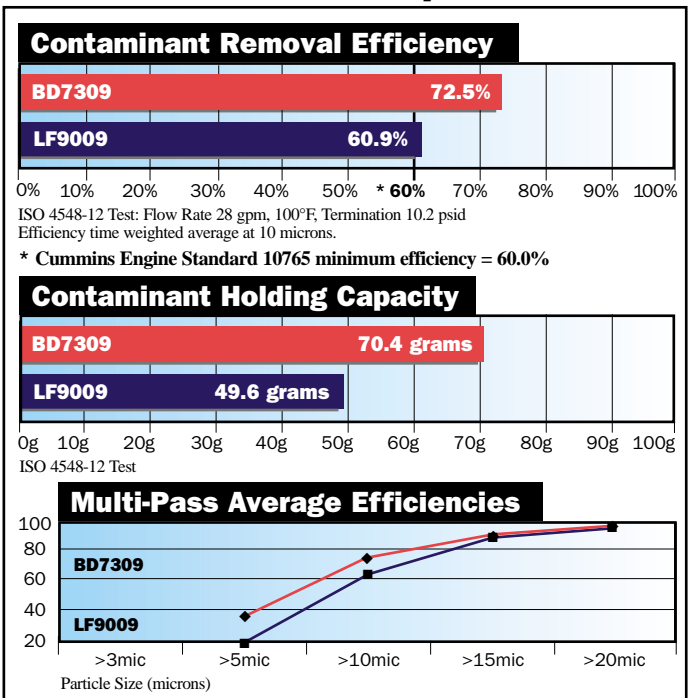 Contaminant Removal Efficiency
BD7309 72.5%
LF9009 60.9%
0% 10% 20% 30% 40% 50% * 60% 70% 80% 90% 100%
ISO 4548-12 Test: Flow Rate 28 gpm, 100°F, Termination 10.2 psid
Efficiency time weighted average at 10 microns.
* Cummins Engine Standard 10765 minimum efficiency = 60.0%
Contaminant Holding Capacity
BD7309 70.4 grams
LF9009 49.6 grams
0g 10g 20g 30g 40g 50g 60g 70g 80g 90g 100g
ISO 4548-12 Test
Multi-Pass Average Efficiencies
100
80
BD7309
60
40
LF9009
20
>3mic >5mic >10mic >15mic >20mic
Particle Size (microns)